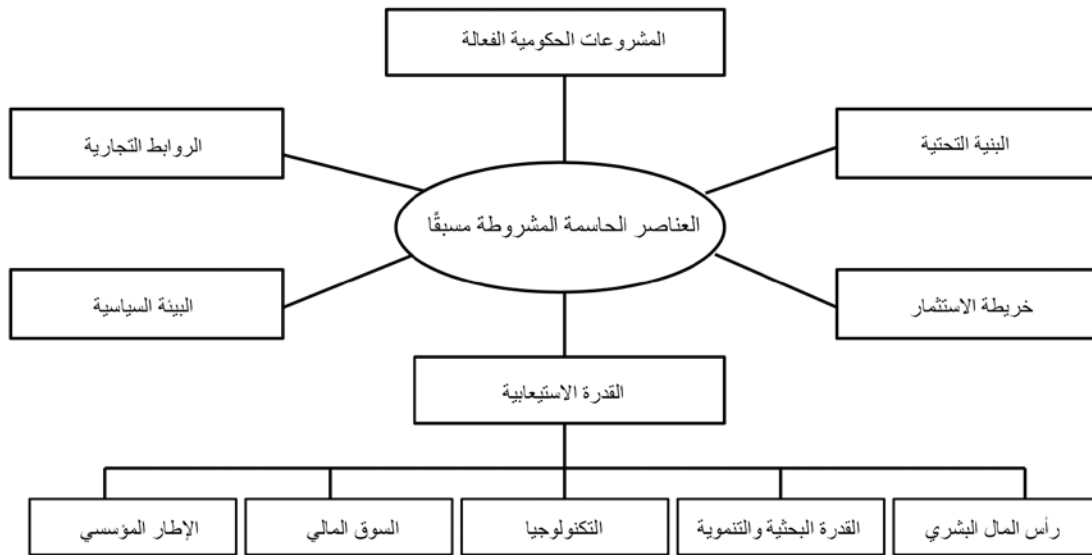 المشروعات الحكومية الفعالة
البنية التحتية
الروابط التجارية
العناصر الحاسمة المشروطة مسبقًا
خريطة الاستثمار
البيئة السياسية
القدرة الاستيعابية
رأس المال البشري
القدرة البحثية والتنموية
التكنولوجيا
السوق المالي
الإطار المؤسسي